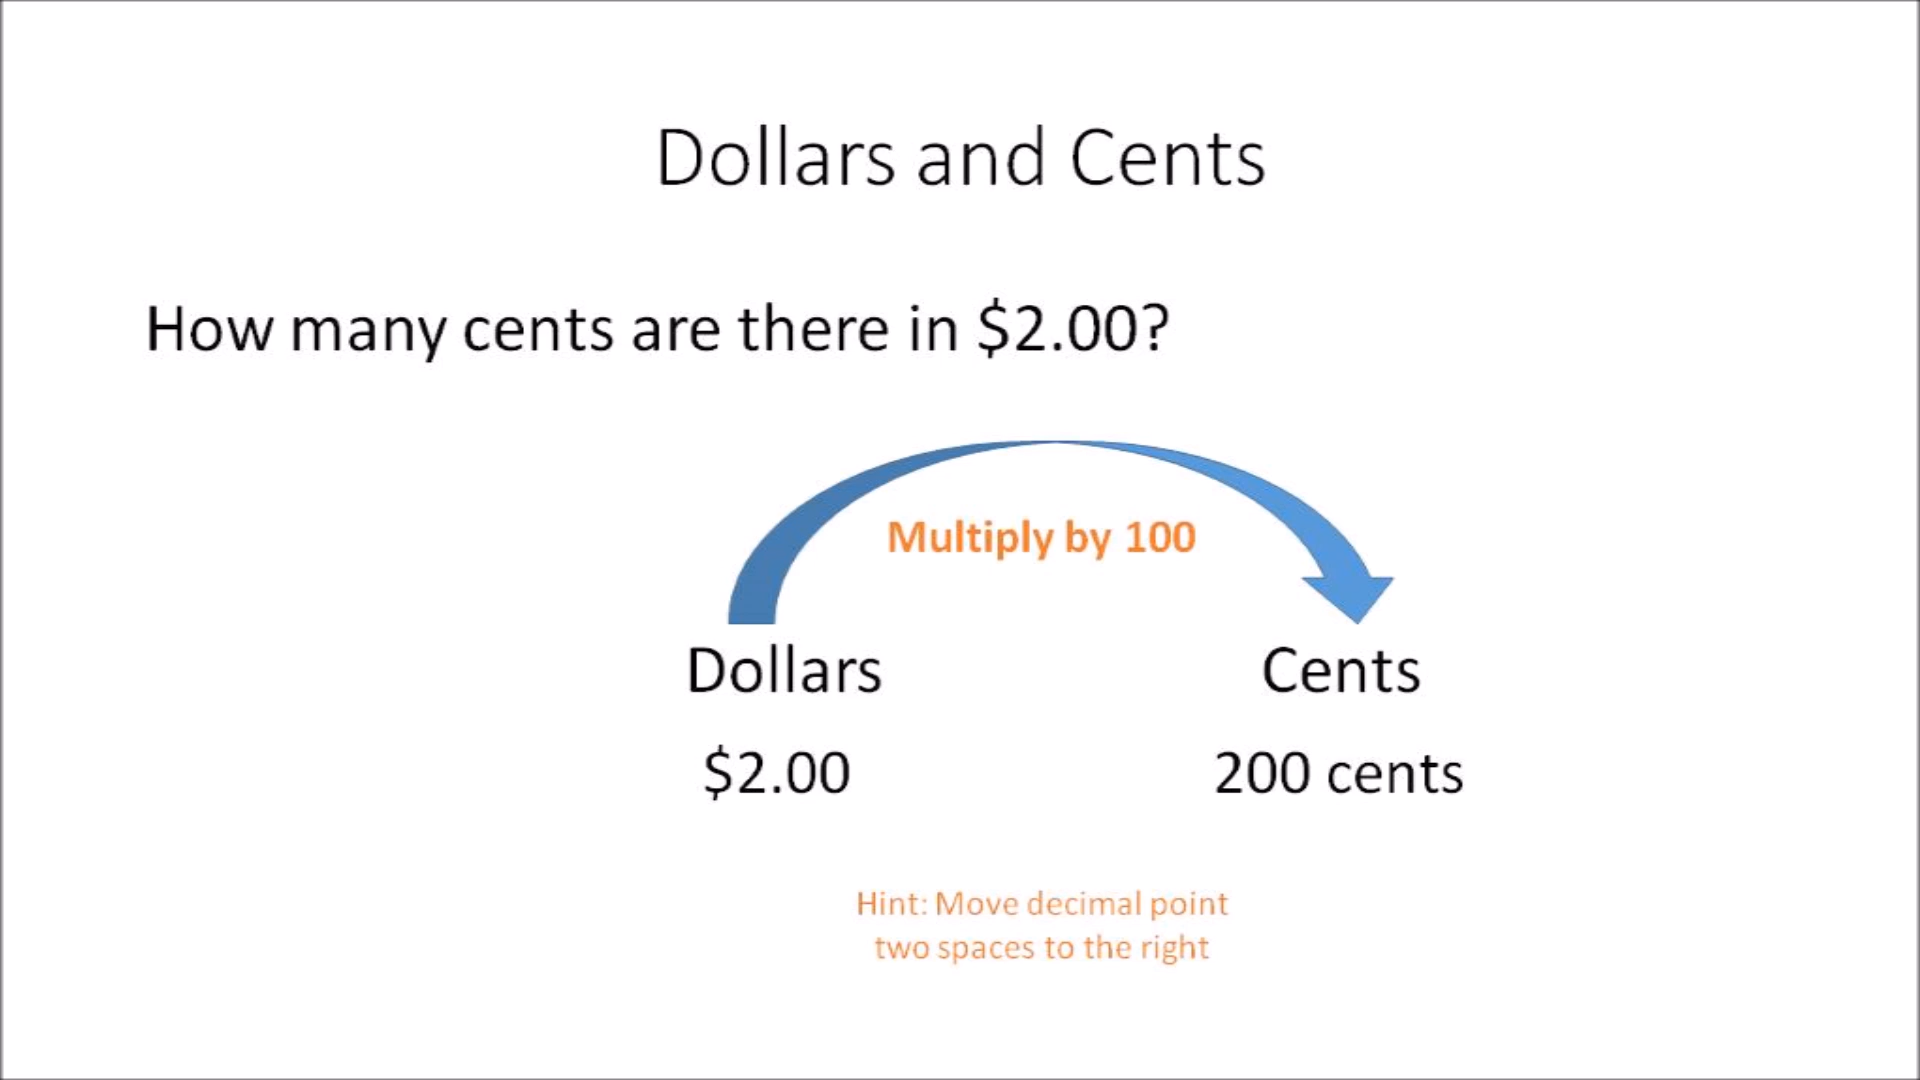 Dollars and Cents
How many cents are there in $2.00?
Multiply by 100
Dollars
Cents
$2.00
200 cents
Hint: Move decimal point
two spaces to the right